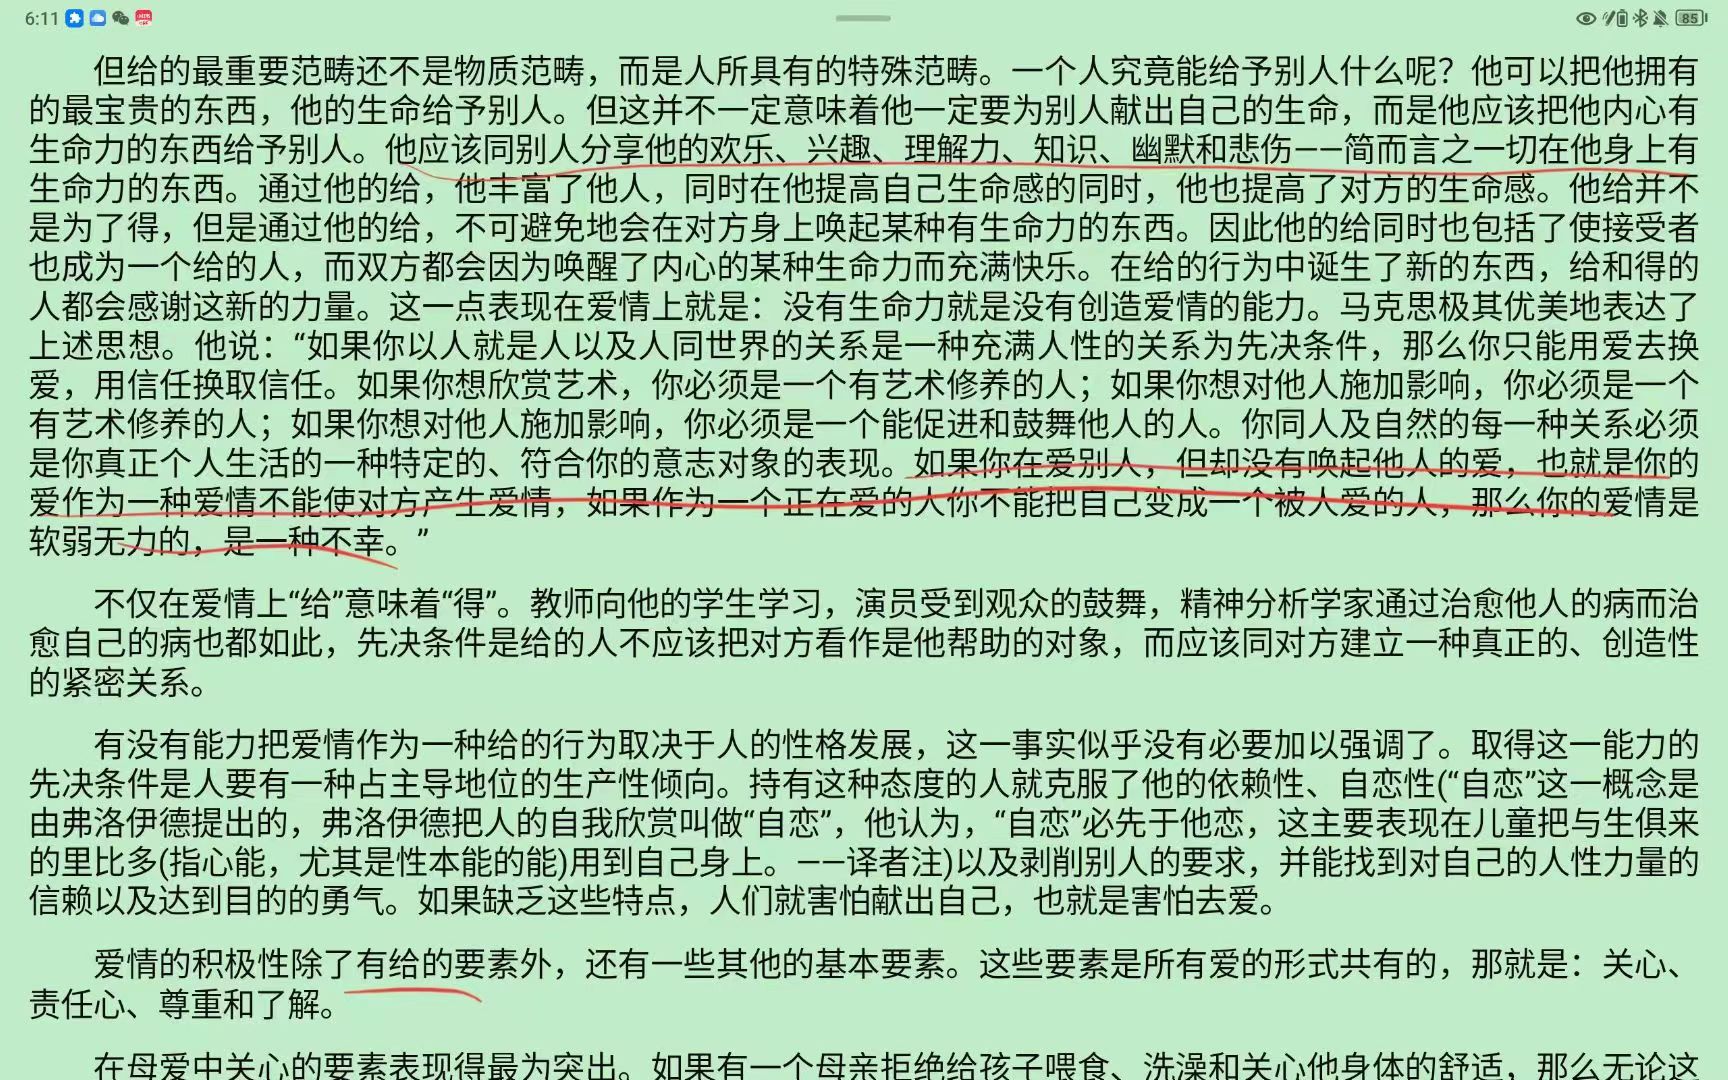 6:11
85
但给的最重要范畴还不是物质范畴，而是人所具有的特殊范畴。一个人究竟能给予别人什么呢？他可以把他拥有
的最宝贵的东西，他的生命给予别人。但这并不一定意味着他一定要为别人献出自己的生命，而是他应该把他内心有
生命力的东西给予别人。他应该同别人分享他的欢乐、兴趣、理解力、知识、幽默和悲伤——简而言之一切在他身上有
生命力的东西。通过他的给，他丰富了他人，同时在他提高自己生命感的同时，他也提高了对方的生命感。他给并不
是为了得，但是通过他的给，不可避免地会在对方身上唤起某种有生命力的东西。因此他的给同时也包括了使接受者
也成为一个给的人，而双方都会因为唤醒了内心的某种生命力而充满快乐。在给的行为中诞生了新的东西，给和得的
人都会感谢这新的力量。这一点表现在爱情上就是：没有生命力就是没有创造爱情的能力。马克思极其优美地表达了
上述思想。他说：“如果你以人就是人以及人同世界的关系是一种充满人性的关系为先决条件，那么你只能用爱去换
爱，用信任换取信任。如果你想欣赏艺术，你必须是一个有艺术修养的人；如果你想对他人施加影响，你必须是一个
有艺术修养的人；如果你想对他人施加影响，你必须是一个能促进和鼓舞他人的人。你同人及自然的每一种关系必须
是你真正个人生活的一种特定的、符合你的意志对象的表现。如果你在爱别人，但却没有唤起他人的爱，也就是你的
爱作为一种爱情不能使对方产生爱情，如果作为一个正在爱的人你不能把自己变成一个被人爱的人，那么你的爱情是
软弱无力的，是一种不幸。”
不仅在爱情上“给”意味着“得”。教师向他的学生学习，演员受到观众的鼓舞，精神分析学家通过治愈他人的病而治
愈自己的病也都如此，先决条件是给的人不应该把对方看作是他帮助的对象，而应该同对方建立一种真正的、创造性
的紧密关系。
有没有能力把爱情作为一种给的行为取决于人的性格发展，这一事实似乎没有必要加以强调了。取得这一能力的
先决条件是人要有一种占主导地位的生产性倾向。持有这种态度的人就克服了他的依赖性、自恋性(“自恋”这一概念是
由弗洛伊德提出的，弗洛伊德把人的自我欣赏叫做“自恋”，他认为，“自恋”必先于他恋，这主要表现在儿童把与生俱来
的里比多(指心能，尤其是性本能的能)用到自己身上。——译者注)以及剥削别人的要求，并能找到对自己的人性力量的
信赖以及达到目的的勇气。如果缺乏这些特点，人们就害怕献出自己，也就是害怕去爱。
爱情的积极性除了有给的要素外，还有一些其他的基本要素。这些要素是所有爱的形式共有的，那就是：关心、
责任心、尊重和了解。
在母爱中关心的要素表现得最为突出。如果有一个母亲拒绝给孩子喂食、洗澡和关心他身体的舒适，那么无论这